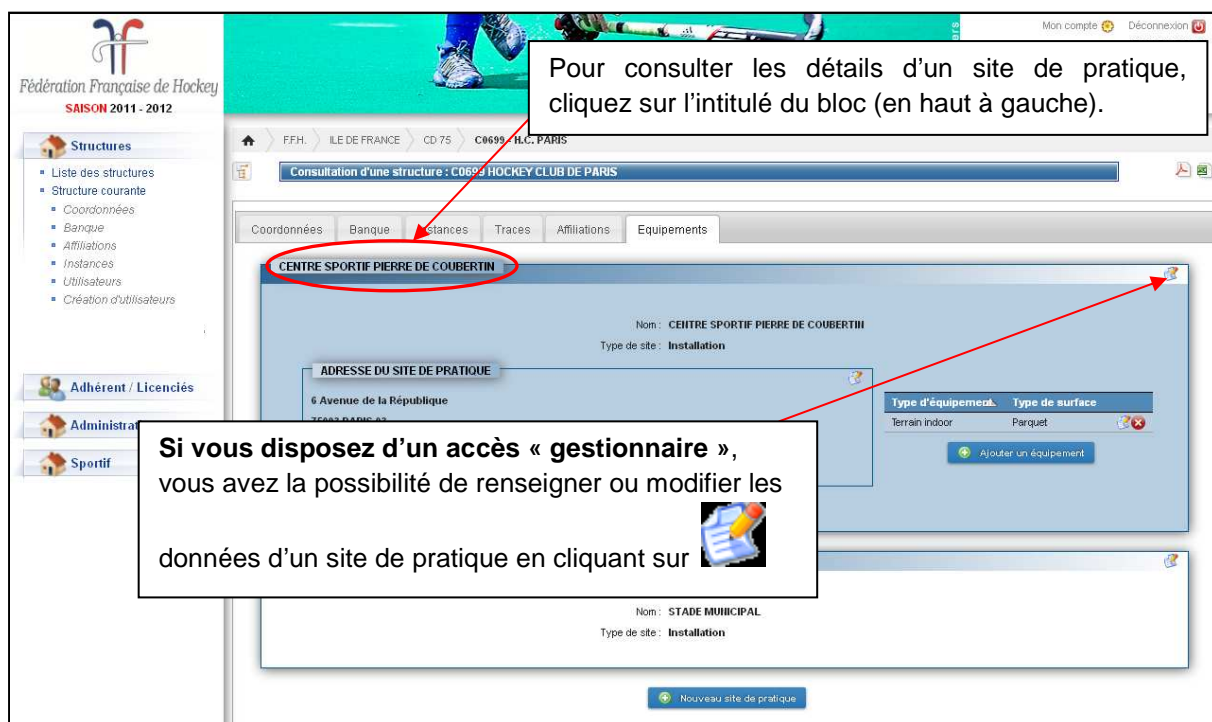 Mon compte Déconnexion
Fédération Française de Hockey
SAISON 2011 - 2012
Pour consulter les détails d'un site de pratique,
cliquez sur l'intitulé du bloc (en haut à gauche).
Structures
Liste des structures
Structure courante
Coordonnées
Banque
Affiliations
Instances
Utilisateurs
Création d'utilisateurs
Adhérent / Licenciés
Sportif
F.F.H. ILE DE FRANCE CD 75 C0699 - H.C. PARIS
Consultation d'une structure : C0699 HOCKEY CLUB DE PARIS
Coordonnées Banque Instances Traces Affiliations Equipements
CENTRE SPORTIF PIERRE DE COUBERTIN
Nom : CENTRE SPORTIF PIERRE DE COUBERTIN
Type de site : Installation
ADRESSE DU SITE DE PRATIQUE
6 Avenue de la République
Type d'équipement Type de surface
Terrain indoor Parquet
Ajouter un équipement
Si vous disposez d'un accès « gestionnaire »,
vous avez la possibilité de renseigner ou modifier les
données d'un site de pratique en cliquant sur
Nom : STADE MUNICIPAL
Type de site : Installation
Nouveau site de pratique